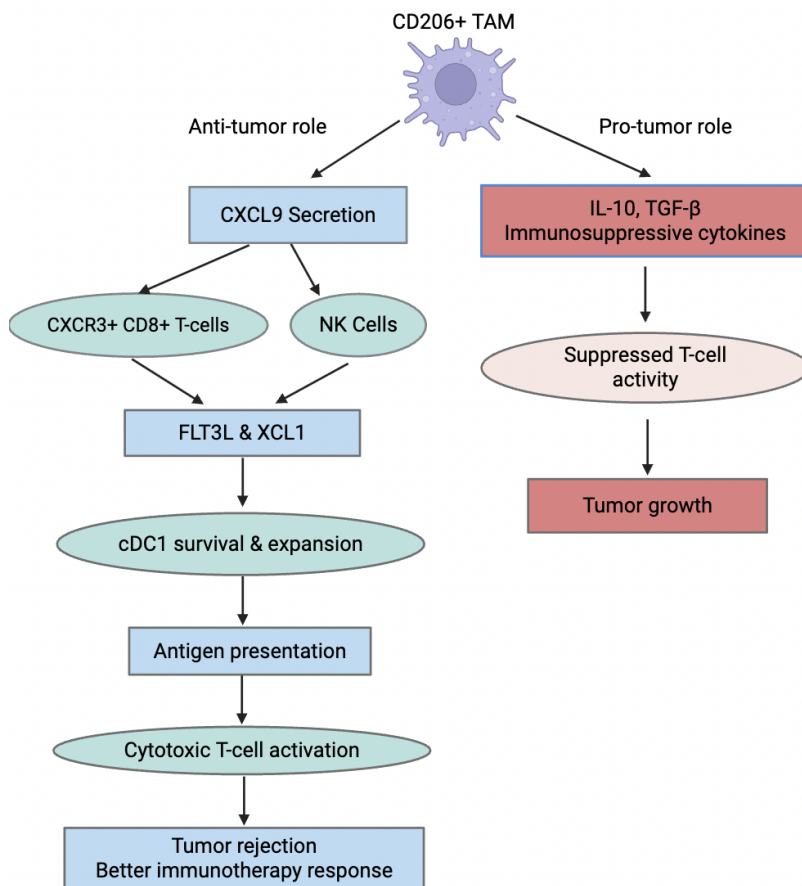 CD206+ TAM
Anti-tumor role
Pro-tumor role
CXCL9 Secretion
IL-10, TGF-β
Immunosuppressive cytokines
CXCR3+ CD8+ T-cells
NK Cells
Suppressed T-cell
activity
FLT3L & XCL1
Tumor growth
cDC1 survival & expansion
Antigen presentation
Cytotoxic T-cell activation
Tumor rejection
Better immunotherapy response